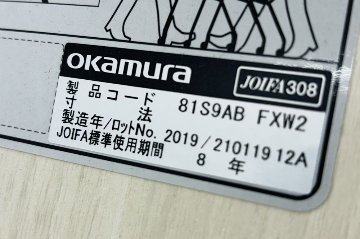 okamura
JOIFA308
製品コード 81S9AB FXW2
寸法
製造年/ロットNo. 2019/21011912A
JOIFA標準使用期間 8 年